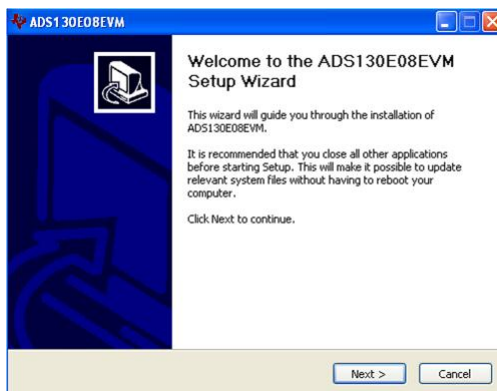 ADS130E08EVM
Welcome to the ADS130E08EVM
Setup Wizard
This wizard will guide you through the installation of
ADS130E08EVM.
It is recommended that you close all other applications
before starting Setup. This will make it possible to update
relevant system files without having to reboot your
computer.
Click Next to continue.
Next >
Cancel